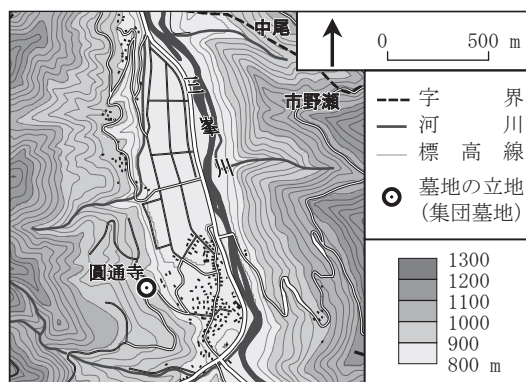 中尾
市野瀬
三
峯
川
圓通寺
0 500 m
字界
河川
標高線
墓地の立地
(集団墓地)
1300
1200
1100
1000
900
800 m